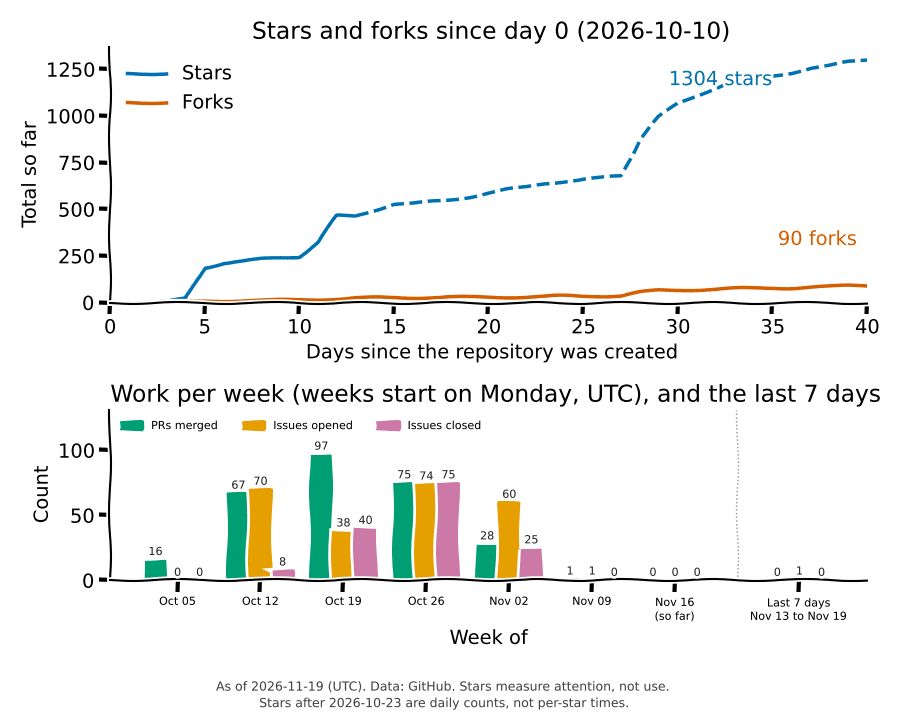 Stars and forks since day 0 (2026-10-10)
Total so far
1250
1000
750
500
250
0
Stars
Forks
1304 stars
90 forks
0 5 10 15 20 25 30 35 40
Days since the repository was created
Work per week (weeks start on Monday, UTC), and the last 7 days
Count
100
50
0
PRs merged Issues opened Issues closed
16 0 0
67 70 8
97 38 40
75 74 75
28 60 25
1 1 0
0 0 0
0 1 0
Oct 05 Oct 12 Oct 19 Oct 26 Nov 02 Nov 09 Nov 16 Last 7 days
(so far) Nov 13 to Nov 19
Week of
As of 2026-11-19 (UTC). Data: GitHub. Stars measure attention, not use.
Stars after 2026-10-23 are daily counts, not per-star times.